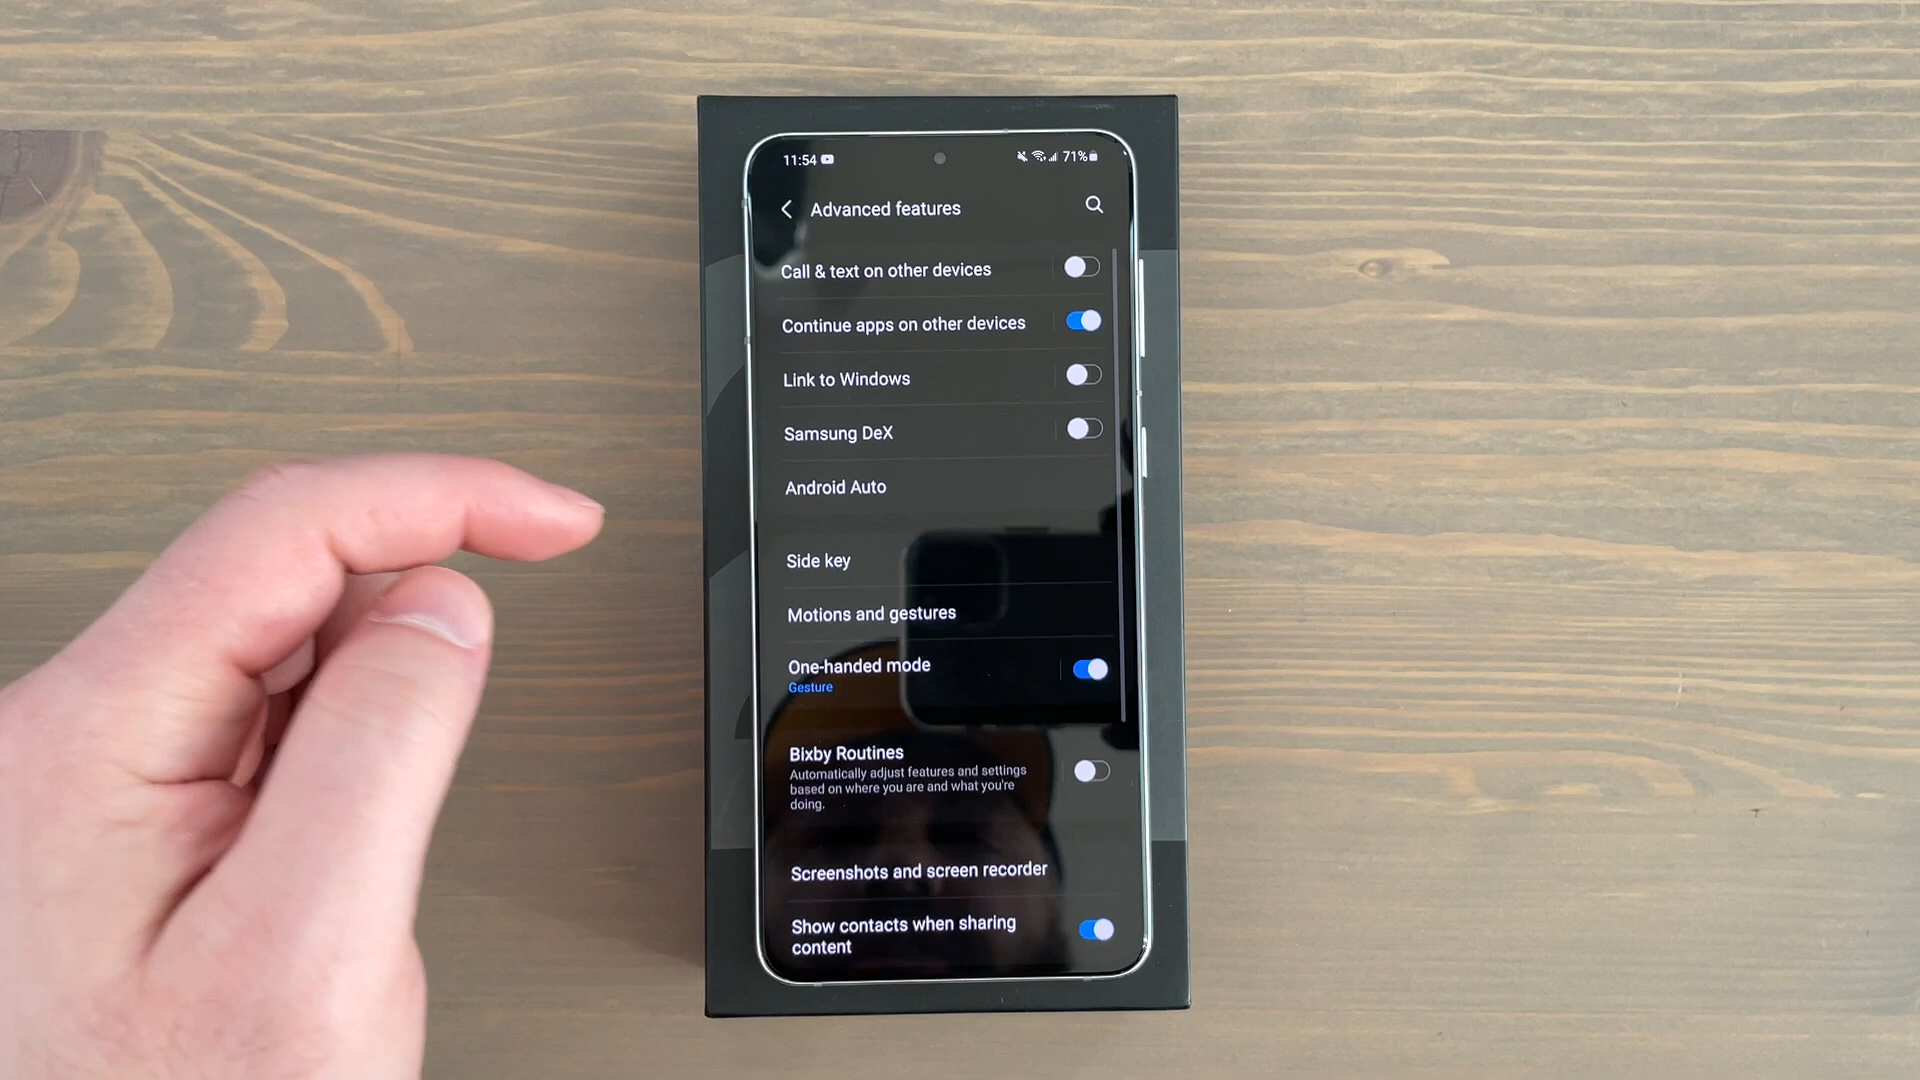 11:54
71%
Advanced features
Call & text on other devices
Continue apps on other devices
Link to Windows
Samsung DeX
Android Auto
Side key
Motions and gestures
One-handed mode
Gesture
Bixby Routines
Automatically adjust features and settings
based on where you are and what you're
doing.
Screenshots and screen recorder
Show contacts when sharing
content